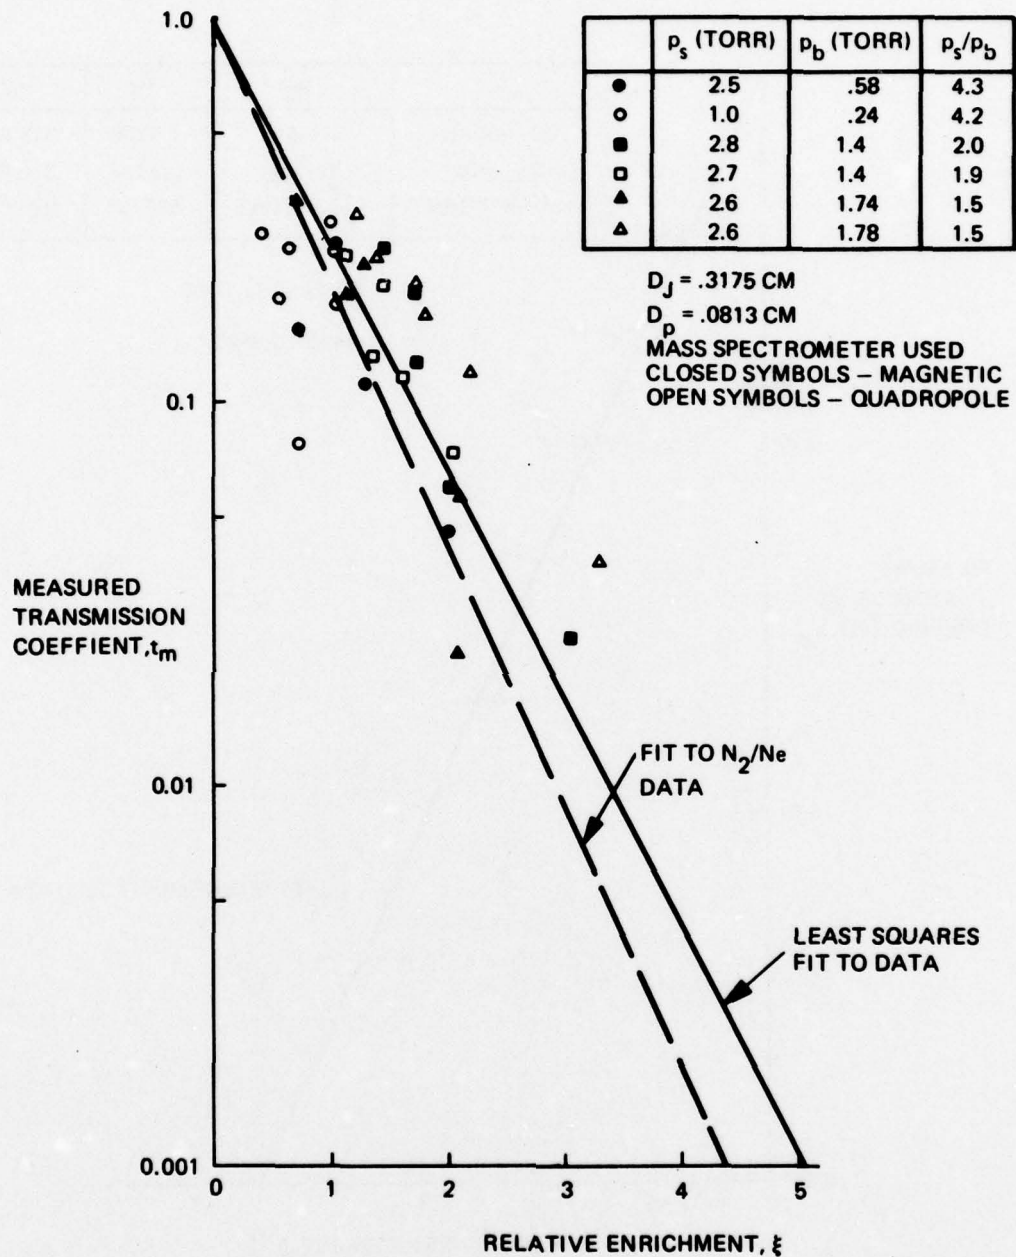 1.0
0.1
0.01
0.001
MEASURED
TRANSMISSION
COEFFIENT, t_m
p_s (TORR) p_b (TORR) p_s/p_b
● 2.5 .58 4.3
○ 1.0 .24 4.2
■ 2.8 1.4 2.0
□ 2.7 1.4 1.9
▲ 2.6 1.74 1.5
△ 2.6 1.78 1.5
D_J = .3175 CM
D_p = .0813 CM
MASS SPECTROMETER USED
CLOSED SYMBOLS – MAGNETIC
OPEN SYMBOLS – QUADROPOLE
FIT TO N_2/Ne
DATA
LEAST SQUARES
FIT TO DATA
0 1 2 3 4 5
RELATIVE ENRICHMENT, ξ